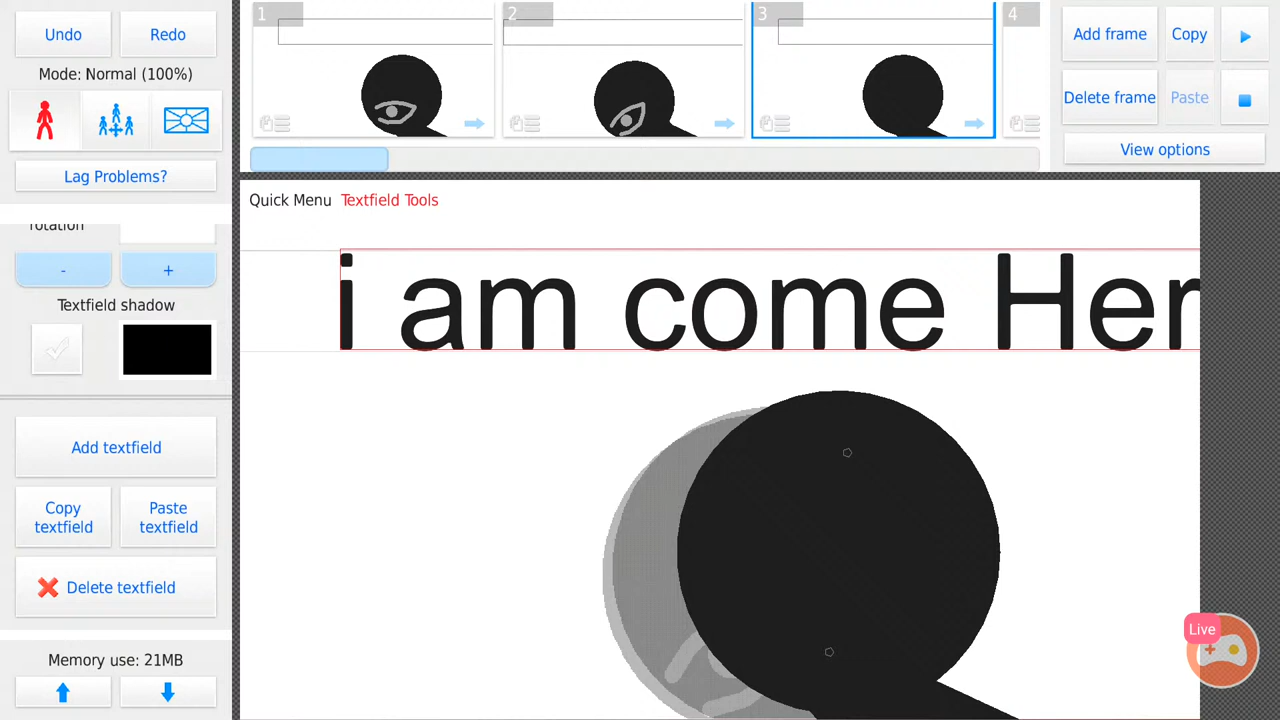 Undo
Redo
Mode: Normal (100%)
Lag Problems?
rotation
-
+
Textfield shadow
Add textfield
Copy textfield
Paste textfield
Delete textfield
Memory use: 21MB
1
2
3
4
Add frame
Copy
Delete frame
Paste
View options
Quick Menu
Textfield Tools
i am come Her
Live